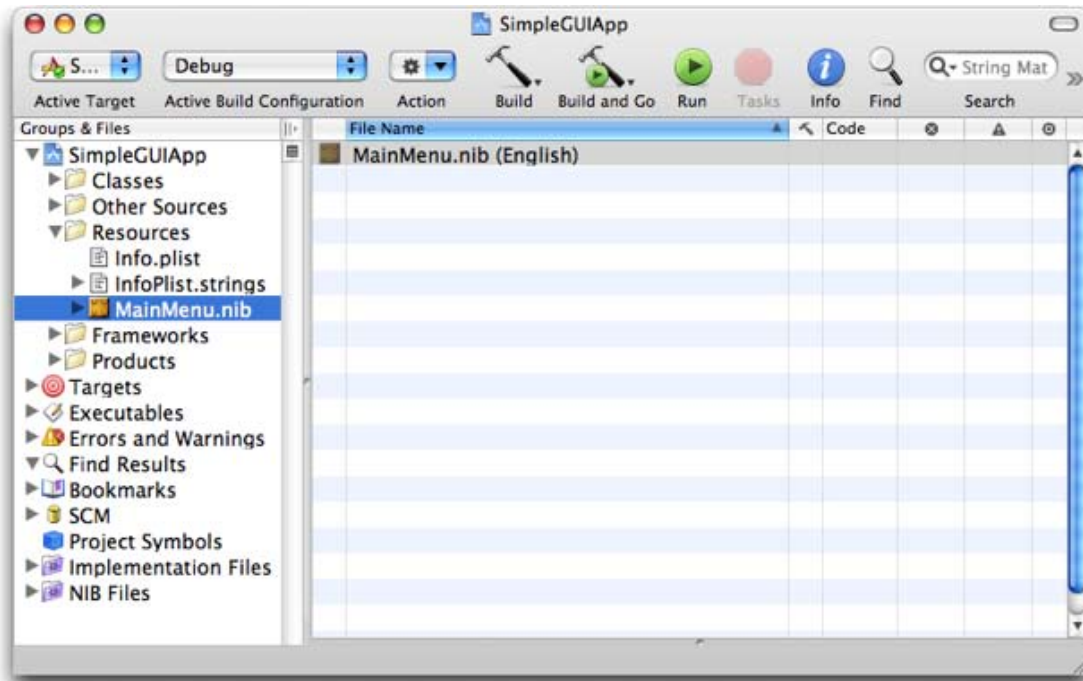 SimpleGUIApp
S... Debug String Mat
Active Target Active Build Configuration Action Build Build and Go Run Tasks Info Find Search
Groups & Files File Name Code
SimpleGUIApp MainMenu.nib (English)
Classes
Other Sources
Resources
Info.plist
InfoPlist.strings
MainMenu.nib
Frameworks
Products
Targets
Executables
Errors and Warnings
Find Results
Bookmarks
SCM
Project Symbols
Implementation Files
NIB Files